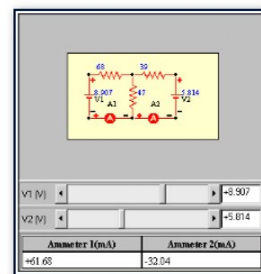 68 39
8.907 47 5.814
V1 A1 A2 V2
A A
V1 (V) +8.907
V2 (V) +5.814
Ammeter 1(mA) Ammeter 2(mA)
+61.68 -32.04